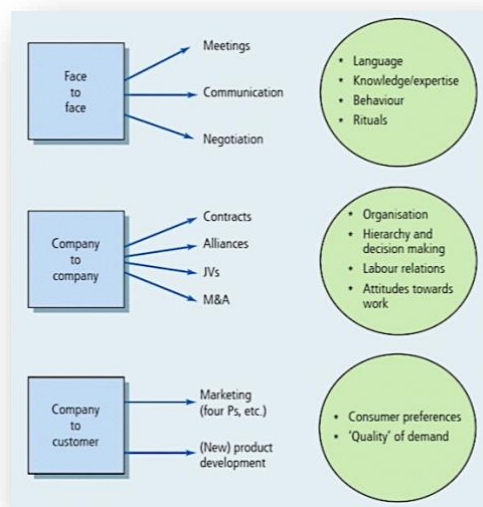 Face
to
face
Meetings
Communication
Negotiation
• Language
• Knowledge/expertise
• Behaviour
• Rituals
Company
to
company
Contracts
Alliances
JVs
M&A
• Organisation
• Hierarchy and
decision making
• Labour relations
• Attitudes towards
work
Company
to
customer
Marketing
(four Ps, etc.)
(New) product
development
• Consumer preferences
• 'Quality' of demand